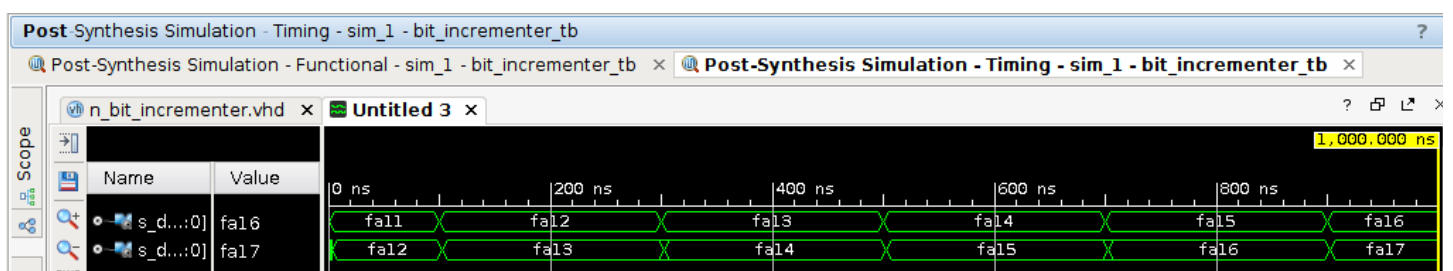 Post-Synthesis Simulation - Timing - sim_1 - bit_incrementer_tb ?
Post-Synthesis Simulation - Functional - sim_1 - bit_incrementer_tb × Post-Synthesis Simulation - Timing - sim_1 - bit_incrementer_tb ×
n_bit_incrementer.vhd × Untitled 3 × ?
Scope
1,000.000 ns
Name Value 0 ns 200 ns 400 ns 600 ns 800 ns
s_d...:0] fa16 fa11 fa12 fa13 fa14 fa15 fa16
s_d...:0] fa17 fa12 fa13 fa14 fa15 fa16 fa17